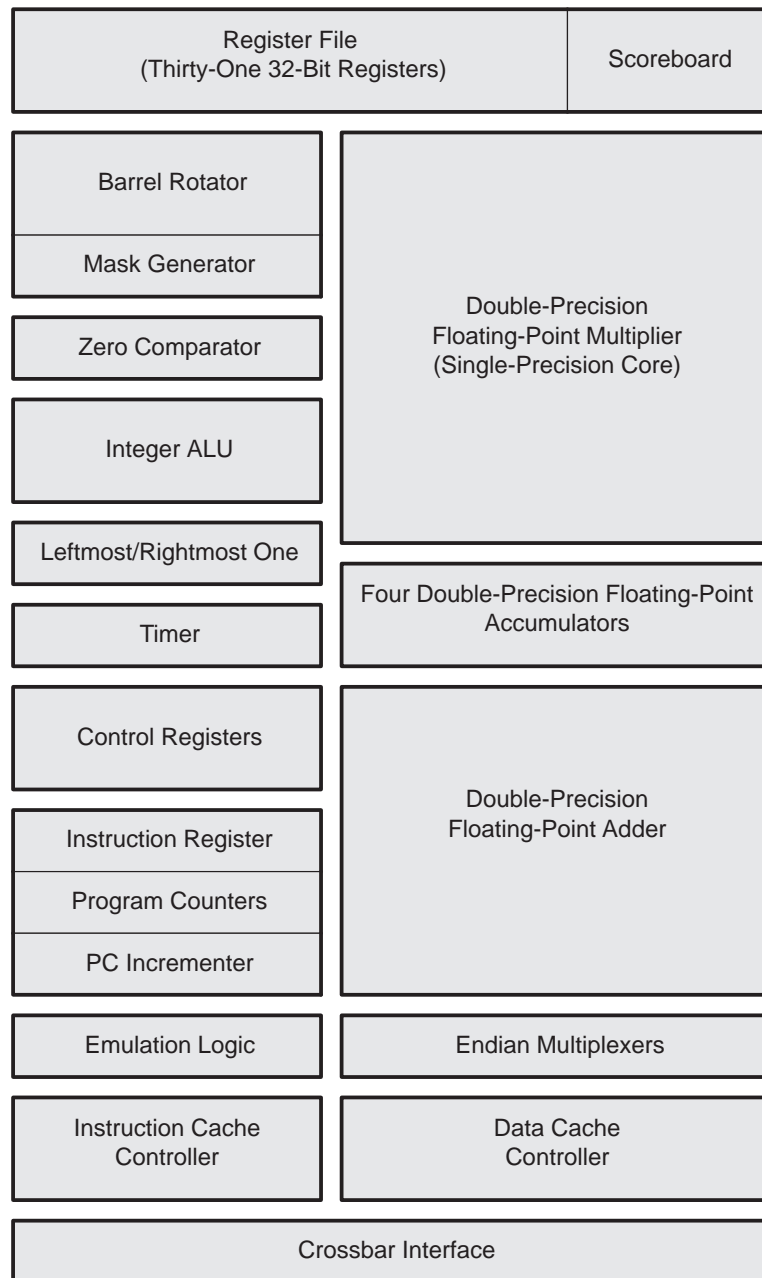 Register File
(Thirty-One 32-Bit Registers)
Scoreboard
Barrel Rotator
Mask Generator
Zero Comparator
Integer ALU
Leftmost/Rightmost One
Timer
Control Registers
Instruction Register
Program Counters
PC Incrementer
Emulation Logic
Instruction Cache
Controller
Double-Precision
Floating-Point Multiplier
(Single-Precision Core)
Four Double-Precision Floating-Point
Accumulators
Double-Precision
Floating-Point Adder
Endian Multiplexers
Data Cache
Controller
Crossbar Interface